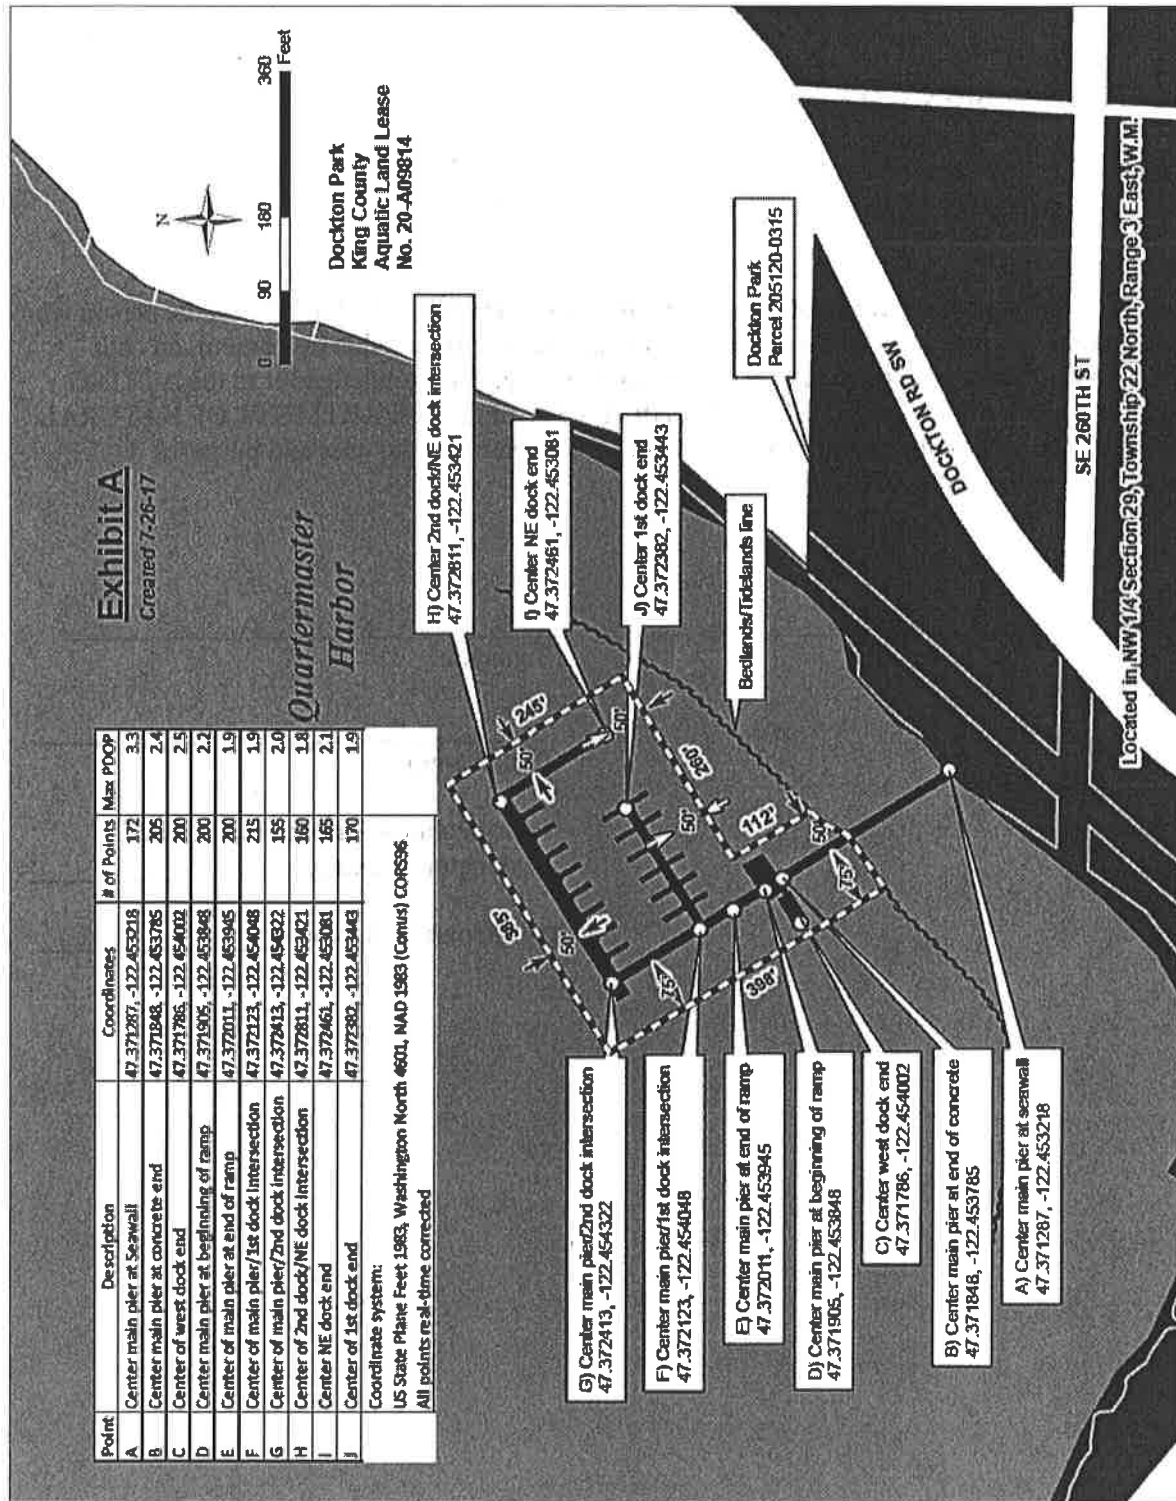 Exhibit A
Created 7-26-17
Point Description Coordinates # of Points Max PDOP
A Center main pier at Seawall 47.371287, -122.453218 172 3.3
B Center main pier at concrete end 47.371848, -122.453785 205 2.4
C Center of west dock end 47.371786, -122.454002 200 2.5
D Center main pier at beginning of ramp 47.371905, -122.453848 200 2.2
E Center of main pier at end of ramp 47.372011, -122.453945 200 1.9
F Center of main pier/1st dock intersection 47.372123, -122.454048 215 1.9
G Center of main pier/2nd dock intersection 47.372413, -122.454322 155 2.0
H Center of 2nd dock/NE dock intersection 47.372811, -122.453421 160 1.8
I Center NE dock end 47.372461, -122.453081 165 2.1
J Center of 1st dock end 47.372382, -122.453443 170 1.9
Coordinate system:
US State Plane Feet 1983, Washington North 4601, NAD 1983 (Conus) CORS96.
All points real-time corrected
Quartermaster
Harbor
N
0 90 180 360
Feet
Dockton Park
King County
Aquatic Land Lease
No. 20-A09814
H) Center 2nd dock/NE dock intersection
47.372811, -122.453421
I) Center NE dock end
47.372461, -122.453081
J) Center 1st dock end
47.372382, -122.453443
Bedlands/Tidelands line
Dockton Park
Parcel 205120-0315
G) Center main pier/2nd dock intersection
47.372413, -122.454322
F) Center main pier/1st dock intersection
47.372123, -122.454048
E) Center main pier at end of ramp
47.372011, -122.453945
D) Center main pier at beginning of ramp
47.371905, -122.453848
C) Center west dock end
47.371786, -122.454002
B) Center main pier at end of concrete
47.371848, -122.453785
A) Center main pier at seawall
47.371287, -122.453218
245'
50'
50'
50'
50'
260'
112'
50'
75'
75'
398'
DOCKTON RD SW
SE 260TH ST
Located in NW 1/4 Section 29, Township 22 North, Range 3 East, W.M.